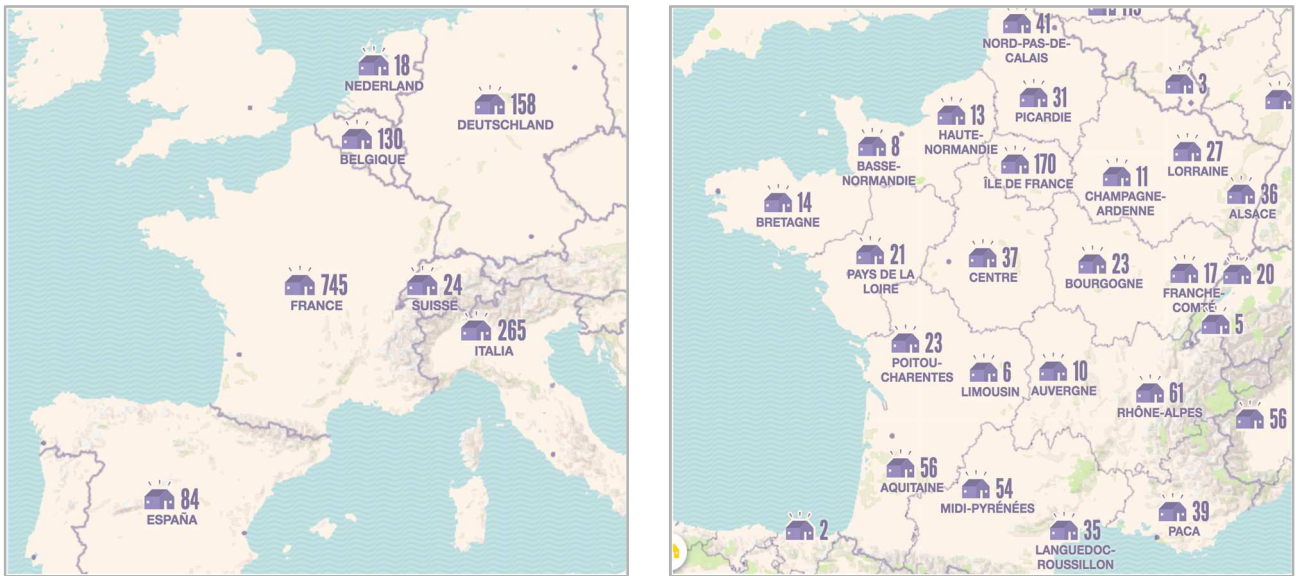 18
NEDERLAND
158
DEUTSCHLAND
130
BELGIQUE
745
FRANCE
24
SUISSE
265
ITALIA
84
ESPAÑA
41
NORD-PAS-DE-
CALAIS
3
31
PICARDIE
13
HAUTE-
NORMANDIE
8
BASSE-
NORMANDIE
170
ÎLE DE FRANCE
27
LORRAINE
11
CHAMPAGNE-
ARDENNE
36
ALSACE
14
BRETAGNE
21
PAYS DE LA
LOIRE
37
CENTRE
23
BOURGOGNE
17
FRANCHE-
COMTÉ
20
5
23
POITOU-
CHARENTES
6
LIMOUSIN
10
AUVERGNE
61
RHÔNE-ALPES
56
56
AQUITAINE
54
MIDI-PYRÉNÉES
39
PACA
2
35
LANGUEDOC-
ROUSSILLON